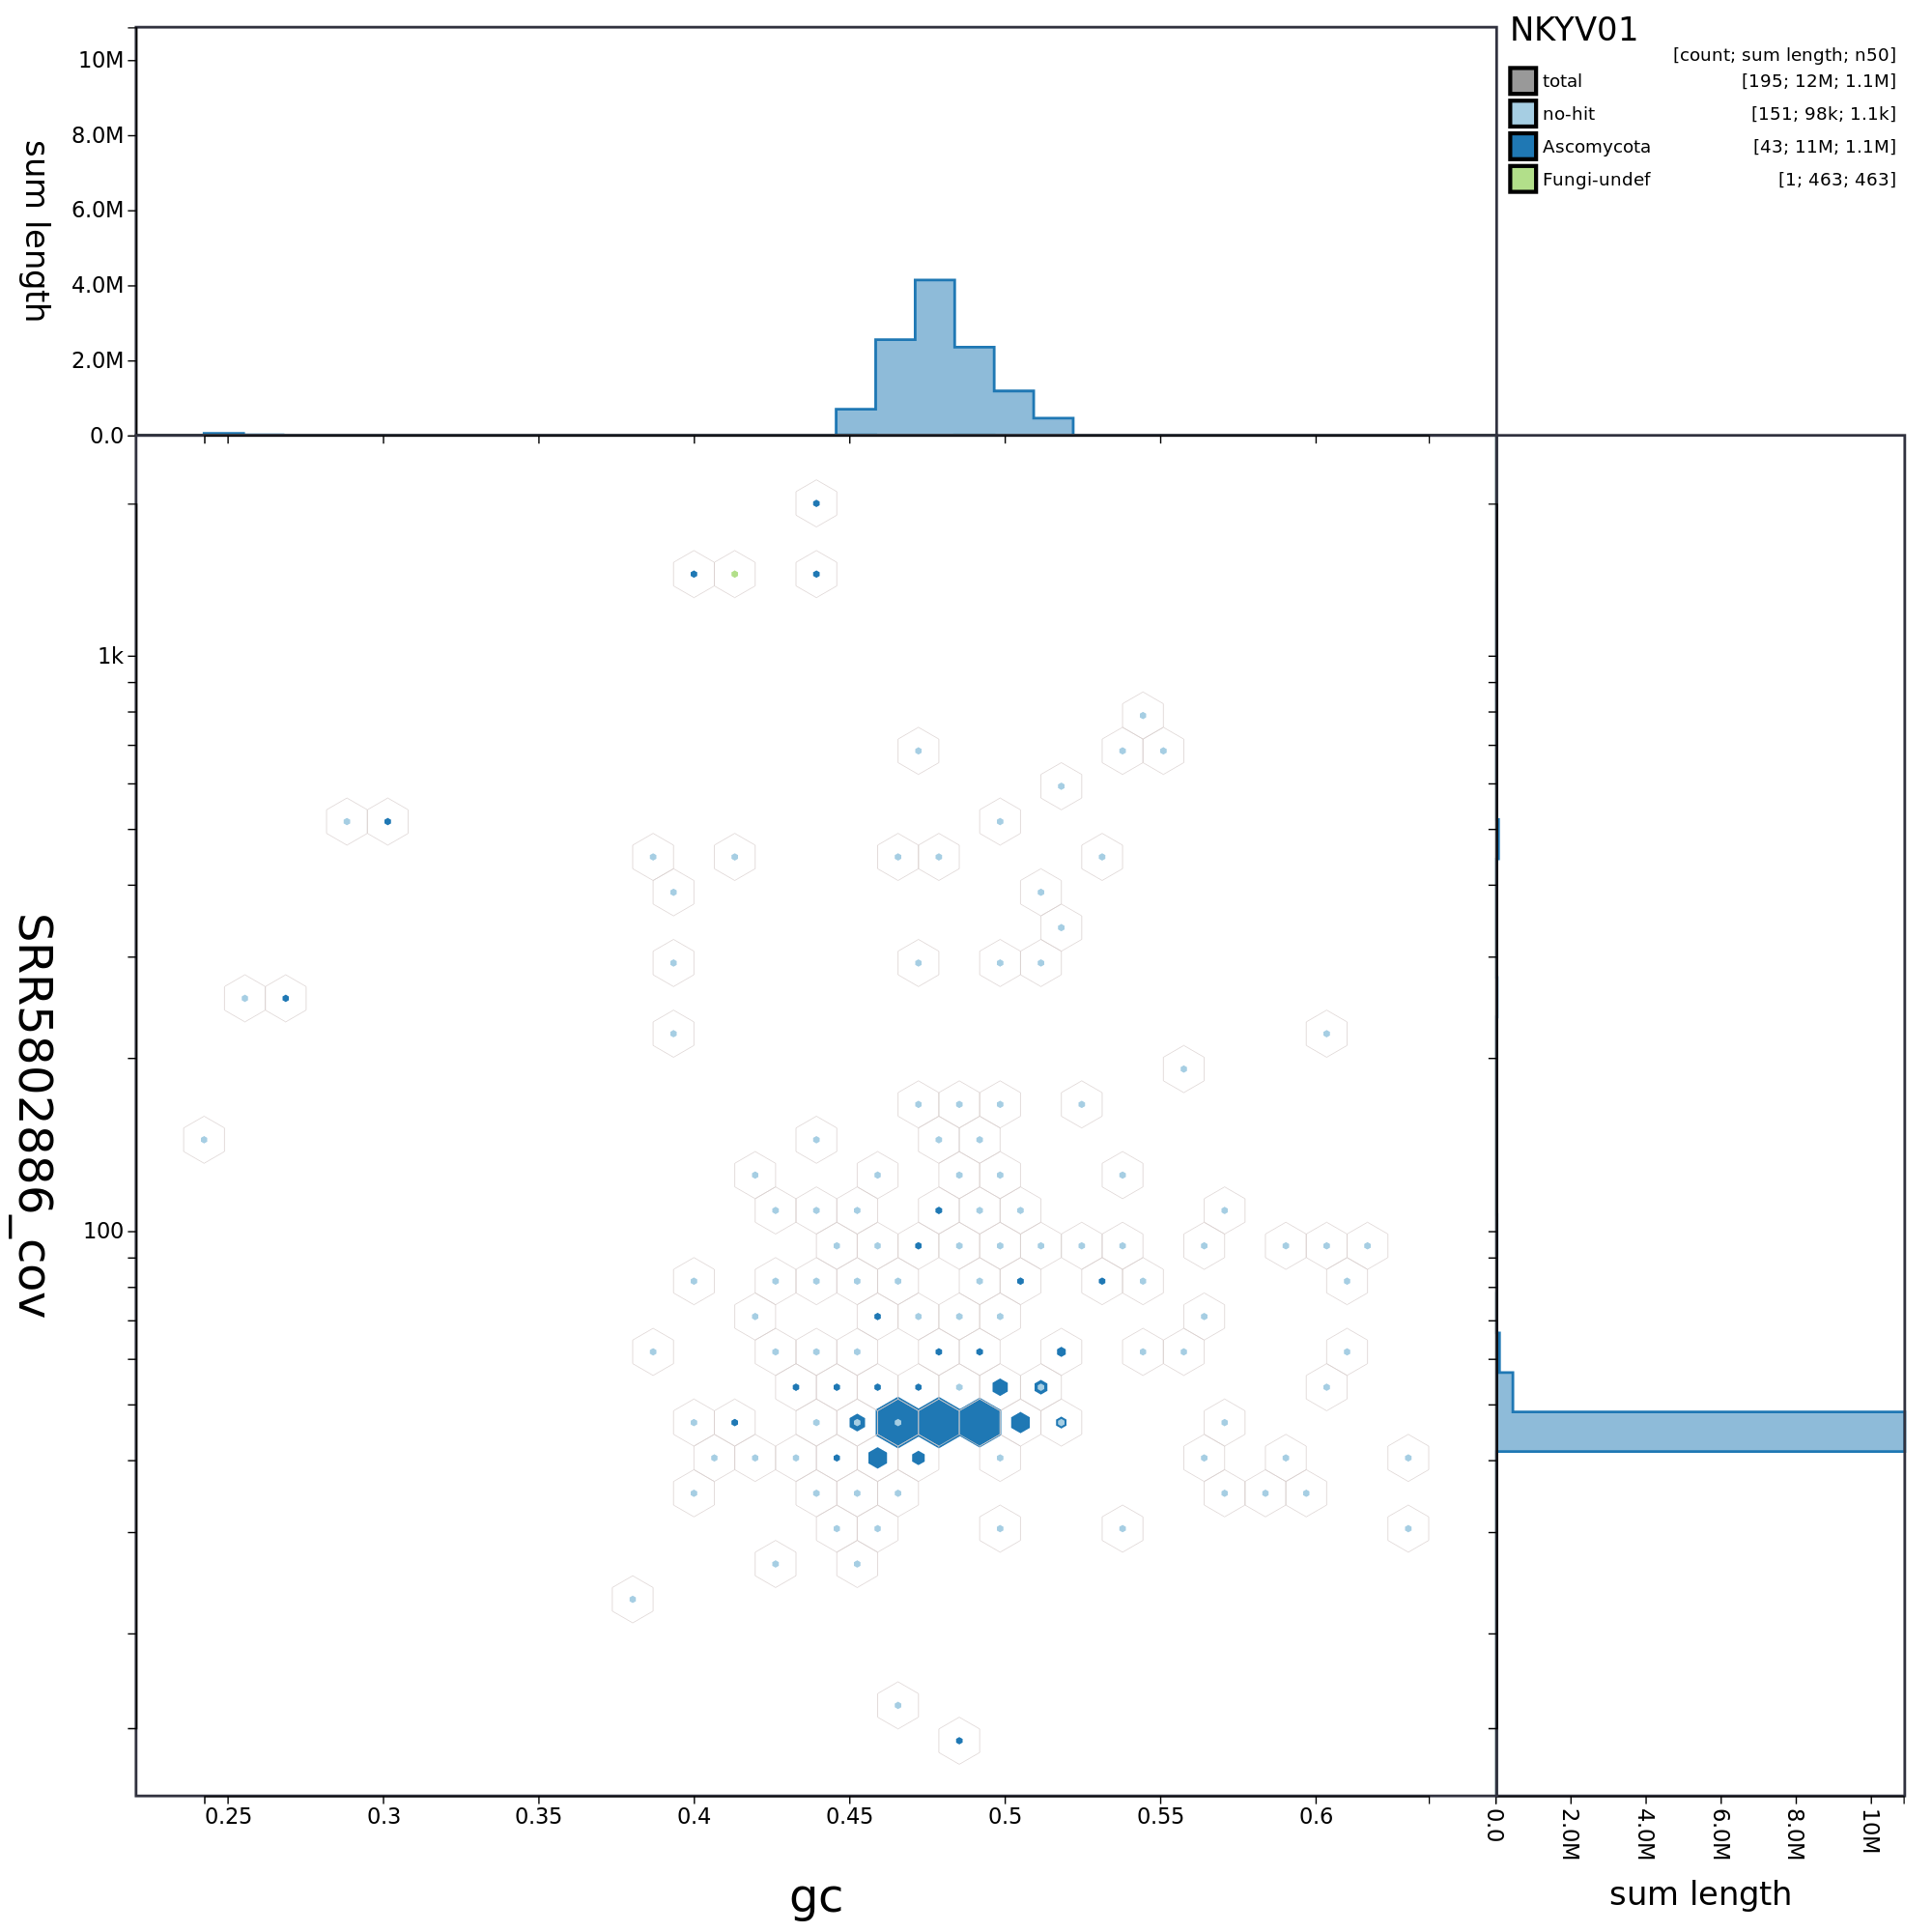 NKYV01
[count; sum length; n50]
total [195; 12M; 1.1M]
no-hit [151; 98k; 1.1k]
Ascomycota [43; 11M; 1.1M]
Fungi-undef [1; 463; 463]
sum length
10M
8.0M
6.0M
4.0M
2.0M
0.0
SRR5802886_cov
1k
100
0.25 0.3 0.35 0.4 0.45 0.5 0.55 0.6
gc
0.0 2.0M 4.0M 6.0M 8.0M 10M
sum length